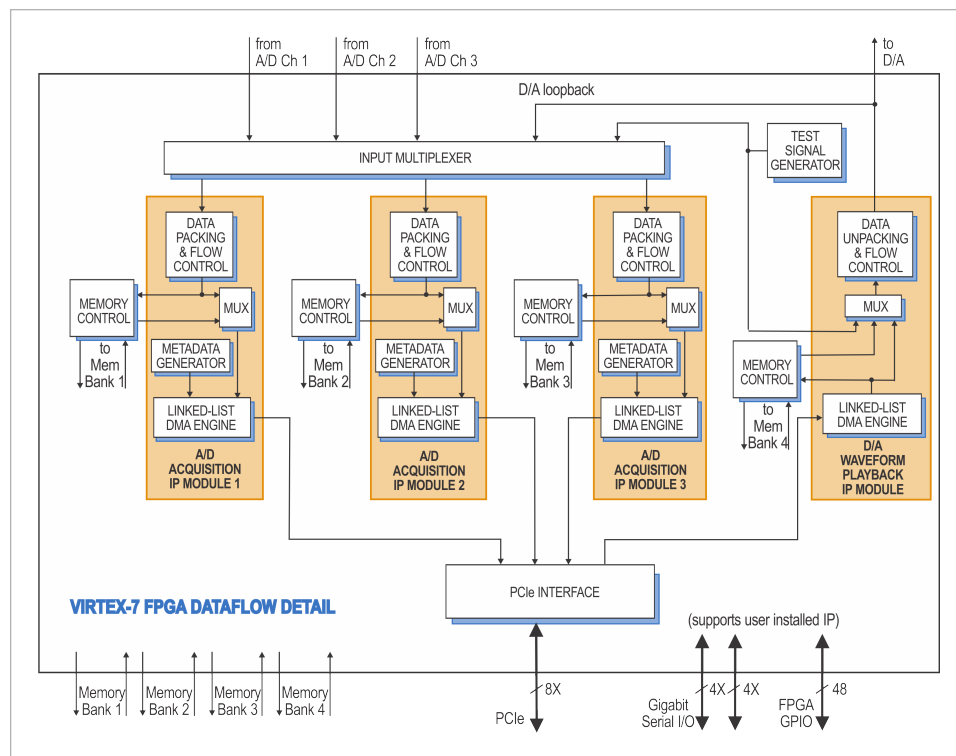 from
A/D Ch 1
from
A/D Ch 2
from
A/D Ch 3
to
D/A
D/A loopback
INPUT MULTIPLEXER
TEST
SIGNAL
GENERATOR
DATA
PACKING
& FLOW
CONTROL
MEMORY
CONTROL
MUX
to
Mem
Bank 1
METADATA
GENERATOR
LINKED-LIST
DMA ENGINE
A/D
ACQUISITION
IP MODULE 1
DATA
PACKING
& FLOW
CONTROL
MEMORY
CONTROL
MUX
to
Mem
Bank 2
METADATA
GENERATOR
LINKED-LIST
DMA ENGINE
A/D
ACQUISITION
IP MODULE 2
DATA
PACKING
& FLOW
CONTROL
MEMORY
CONTROL
MUX
to
Mem
Bank 3
METADATA
GENERATOR
LINKED-LIST
DMA ENGINE
A/D
ACQUISITION
IP MODULE 3
DATA
UNPACKING
& FLOW
CONTROL
MUX
MEMORY
CONTROL
to
Mem
Bank 4
LINKED-LIST
DMA ENGINE
D/A
WAVEFORM
PLAYBACK
IP MODULE
PCIe INTERFACE
VIRTEX-7 FPGA DATAFLOW DETAIL
(supports user installed IP)
Memory
Bank 1
Memory
Bank 2
Memory
Bank 3
Memory
Bank 4
8X
PCIe
4X
4X
Gigabit
Serial I/O
48
FPGA
GPIO